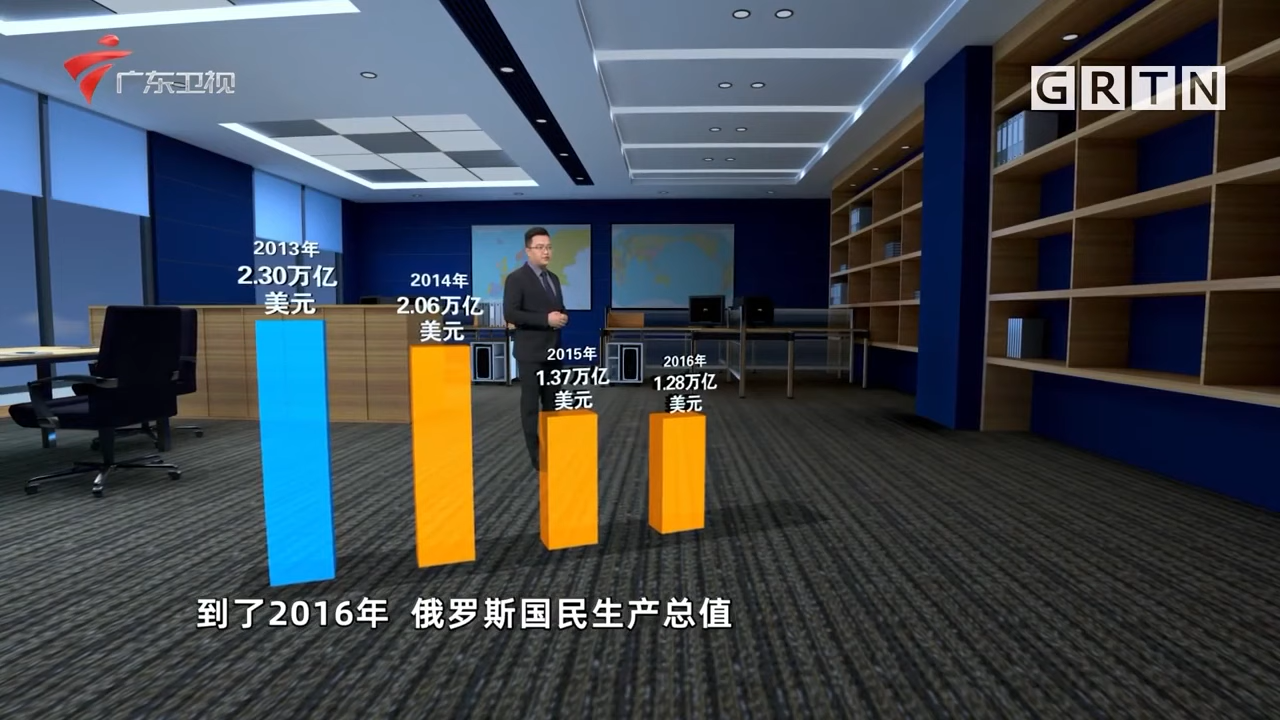 广东卫视
GRTN
2013年
2.30万亿
美元
2014年
2.06万亿
美元
2015年
1.37万亿
美元
2016年
1.28万亿
美元
到了2016年 俄罗斯国民生产总值